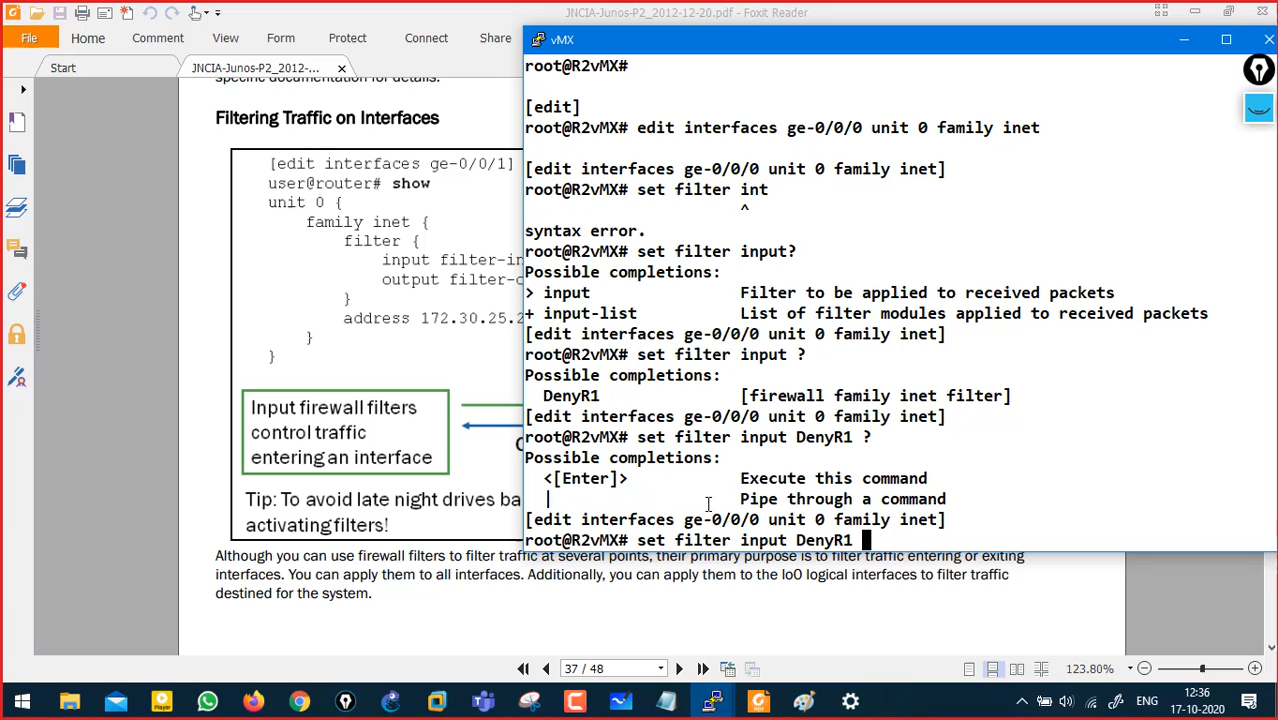 JNCIA-Junos-P2_2012-12-20.pdf - Foxit Reader
File Home Comment View Form Protect Connect Share
Start JNCIA-Junos-P2_2012-12-...
specific documentation for details.
Filtering Traffic on Interfaces
[edit interfaces ge-0/0/1]
user@router# show
unit 0 {
family inet {
filter {
input filter-in
output filter-o
}
address 172.30.25.2
}
}
Input firewall filters
control traffic
entering an interface
Tip: To avoid late night drives ba
activating filters!
Although you can use firewall filters to filter traffic at several points, their primary purpose is to filter traffic entering or exiting
interfaces. You can apply them to all interfaces. Additionally, you can apply them to the lo0 logical interfaces to filter traffic
destined for the system.
vMX
root@R2vMX#
[edit]
root@R2vMX# edit interfaces ge-0/0/0 unit 0 family inet
[edit interfaces ge-0/0/0 unit 0 family inet]
root@R2vMX# set filter int
^
syntax error.
root@R2vMX# set filter input?
Possible completions:
> input Filter to be applied to received packets
+ input-list List of filter modules applied to received packets
[edit interfaces ge-0/0/0 unit 0 family inet]
root@R2vMX# set filter input ?
Possible completions:
DenyR1 [firewall family inet filter]
[edit interfaces ge-0/0/0 unit 0 family inet]
root@R2vMX# set filter input DenyR1 ?
Possible completions:
<[Enter]> Execute this command
| Pipe through a command
[edit interfaces ge-0/0/0 unit 0 family inet]
root@R2vMX# set filter input DenyR1
37 / 48
123.80%
ENG
12:36
17-10-2020